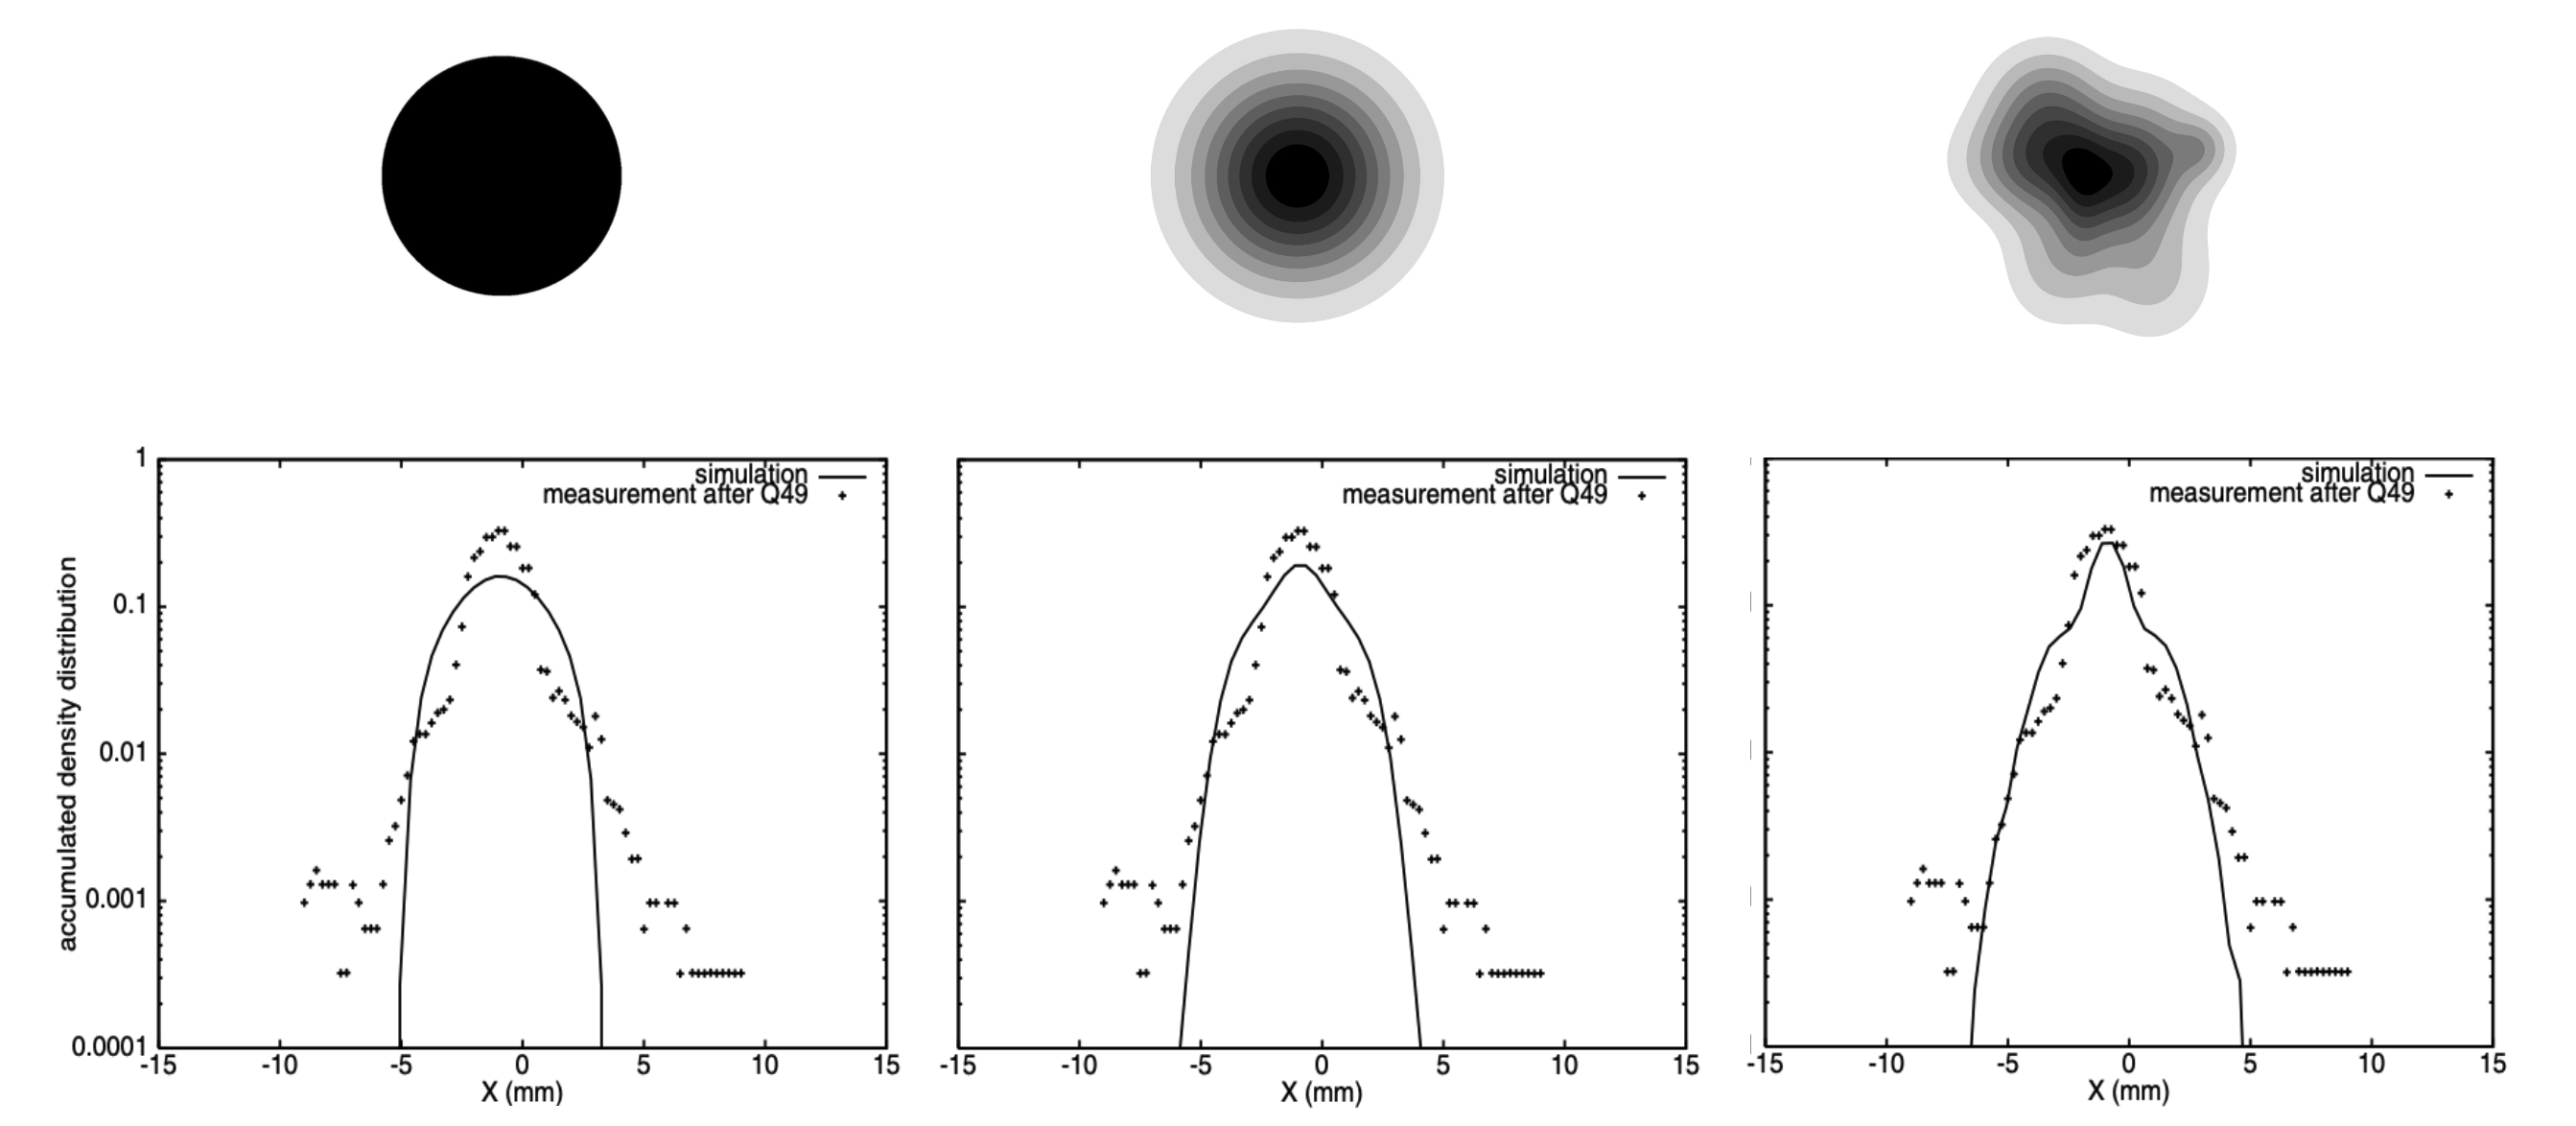 simulation
measurement after Q49
accumulated density distribution
1
0.1
0.01
0.001
0.0001
-15 -10 -5 0 5 10 15
X (mm)
simulation
measurement after Q49
-15 -10 -5 0 5 10 15
X (mm)
simulation
measurement after Q49
-15 -10 -5 0 5 10 15
X (mm)